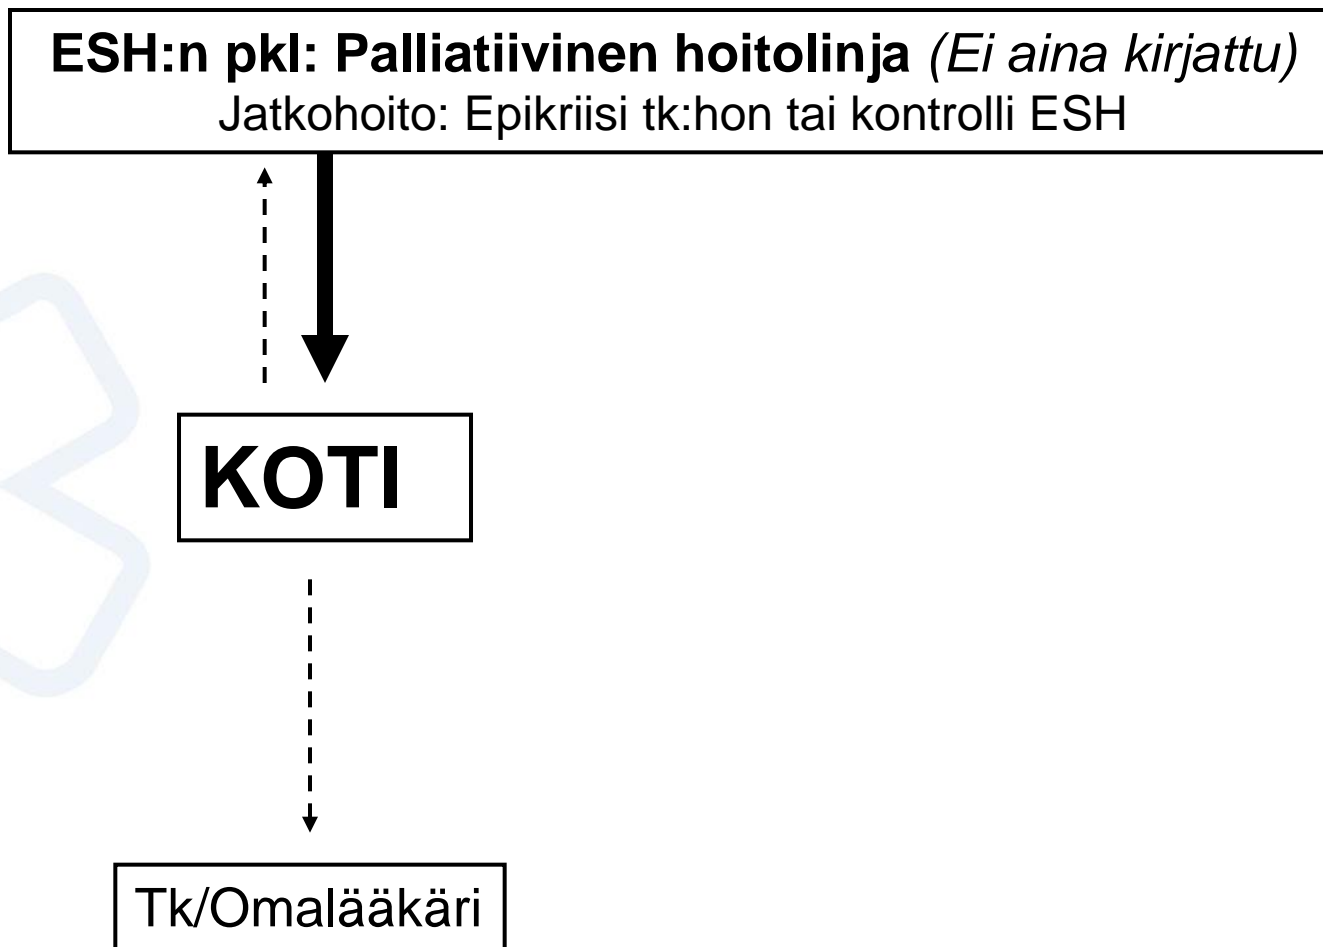 ESH:n pkl: Palliatiivinen hoitolinja (Ei aina kirjattu)
Jatkohoito: Epikriisi tk:hon tai kontrolli ESH
KOTI
Tk/Omalääkäri